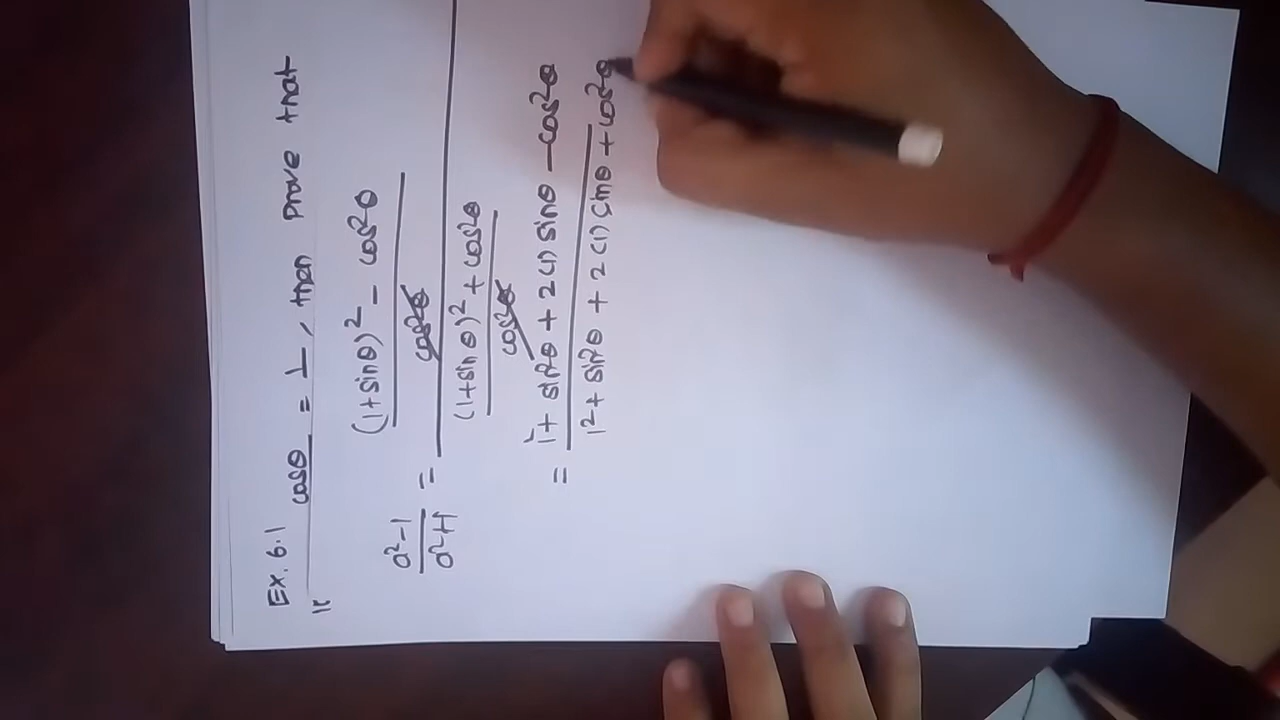 Ex. 6.1
If cosθ / = 1/ , then prove that
(1+sinθ)² - cos²θ
cos²θ
a²-1 / a²+1 =
(1+sinθ)² + cos²θ
cos²θ
= 1² + sin²θ + 2(1) sinθ - cos²θ
1² + sin²θ + 2(1) sinθ + cos²θ